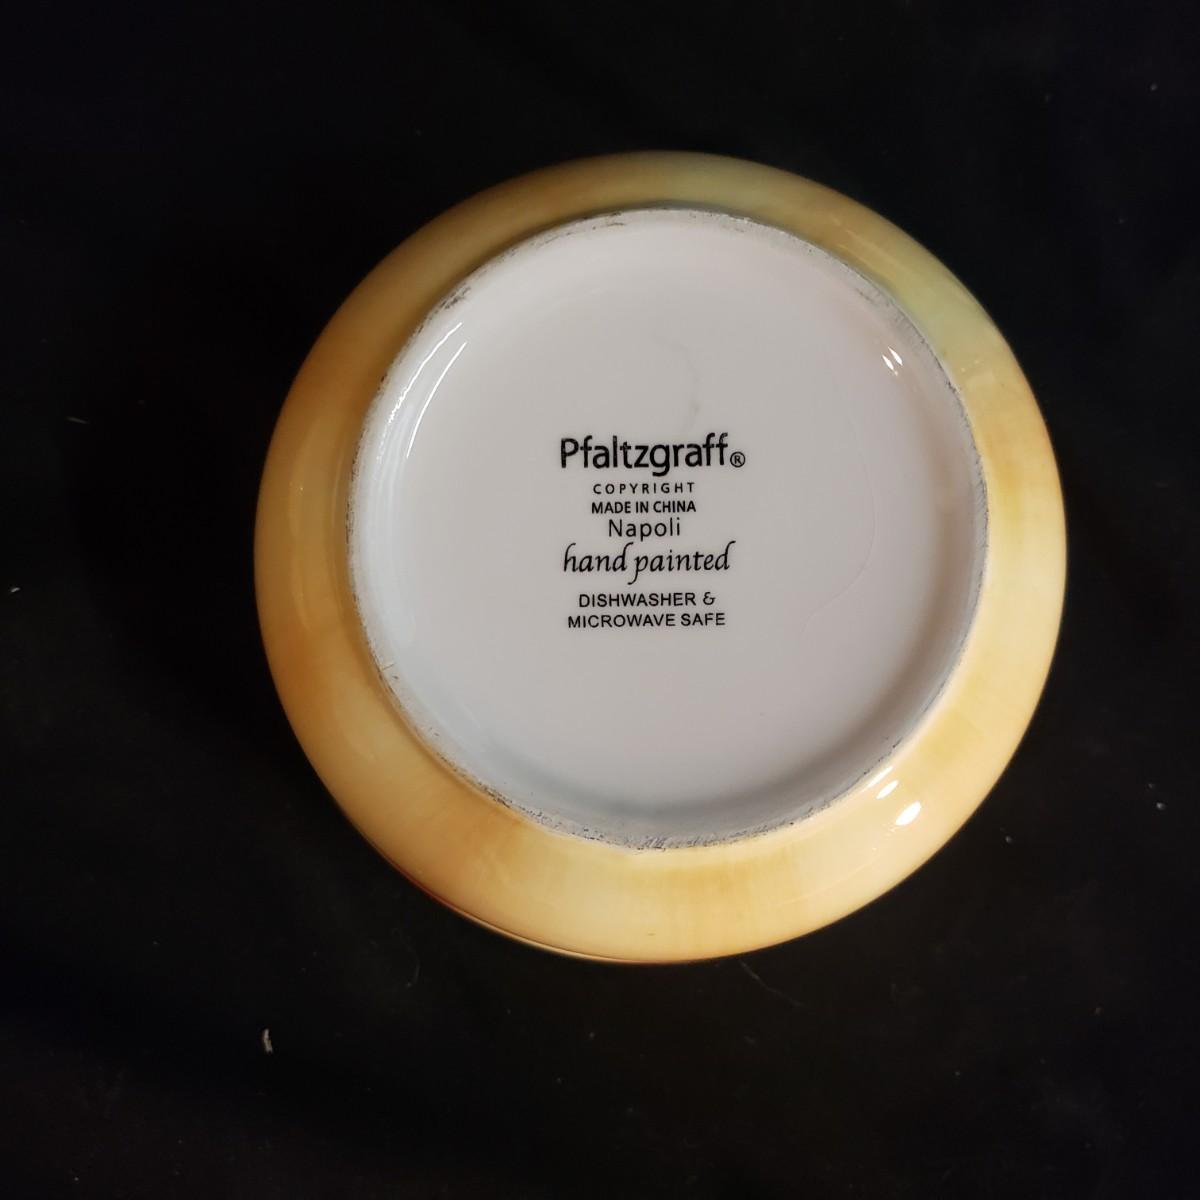 Pfaltzgraff®
COPYRIGHT
MADE IN CHINA
Napoli
hand painted
DISHWASHER &
MICROWAVE SAFE